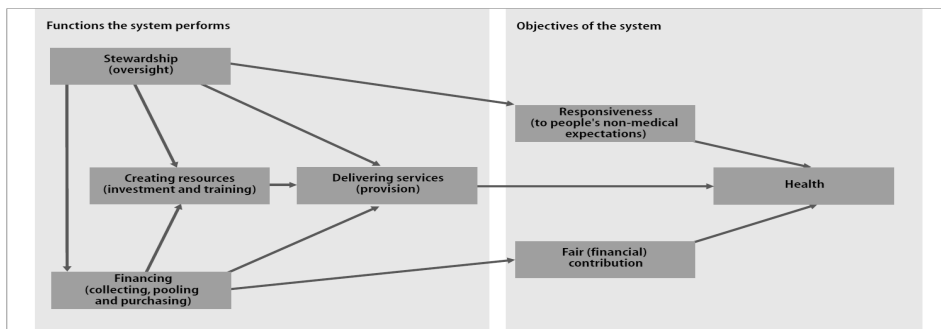 Functions the system performs
Objectives of the system
Stewardship
(oversight)
Responsiveness
(to people's non-medical
expectations)
Creating resources
(investment and training)
Delivering services
(provision)
Health
Financing
(collecting, pooling
and purchasing)
Fair (financial)
contribution